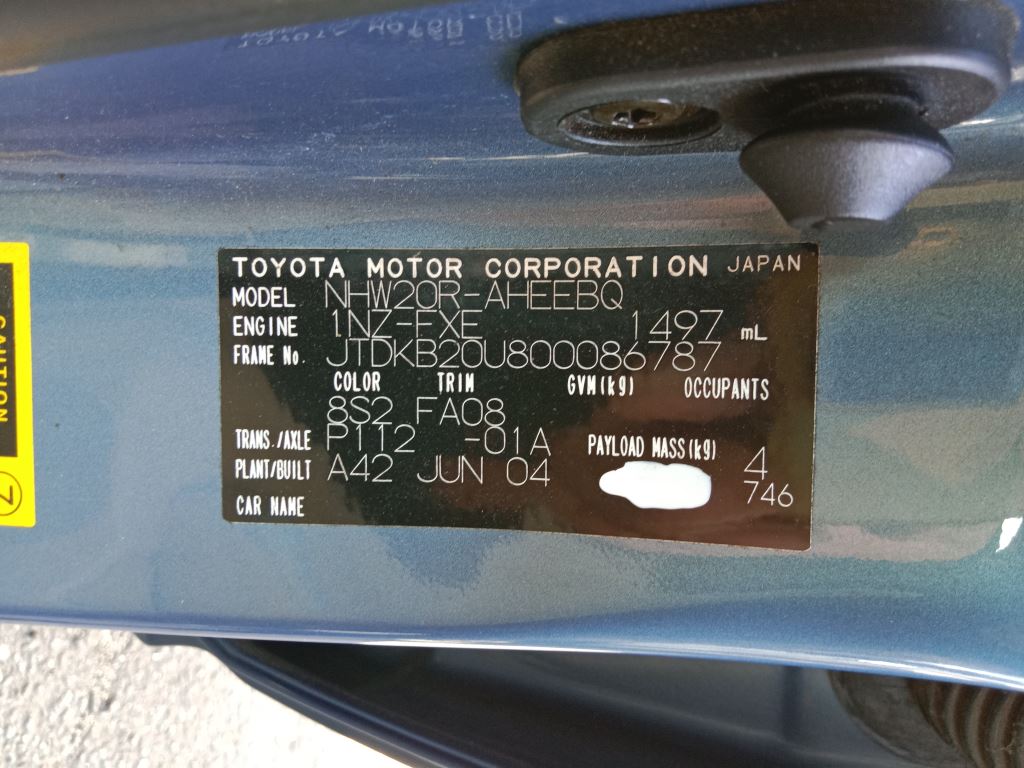 TOYOTA MOTOR CORPORATION JAPAN
MODEL NHW20R-AHEEBQ
ENGINE 1NZ-FXE 1497 mL
FRAME No. JTDKB20U800086787
COLOR TRIM GVM(kg) OCCUPANTS
8S2 FA08
TRANS./AXLE P112 -01A PAYLOAD MASS(kg) 4
PLANT/BUILT A42 JUN 04 746
CAR NAME
CAUTION